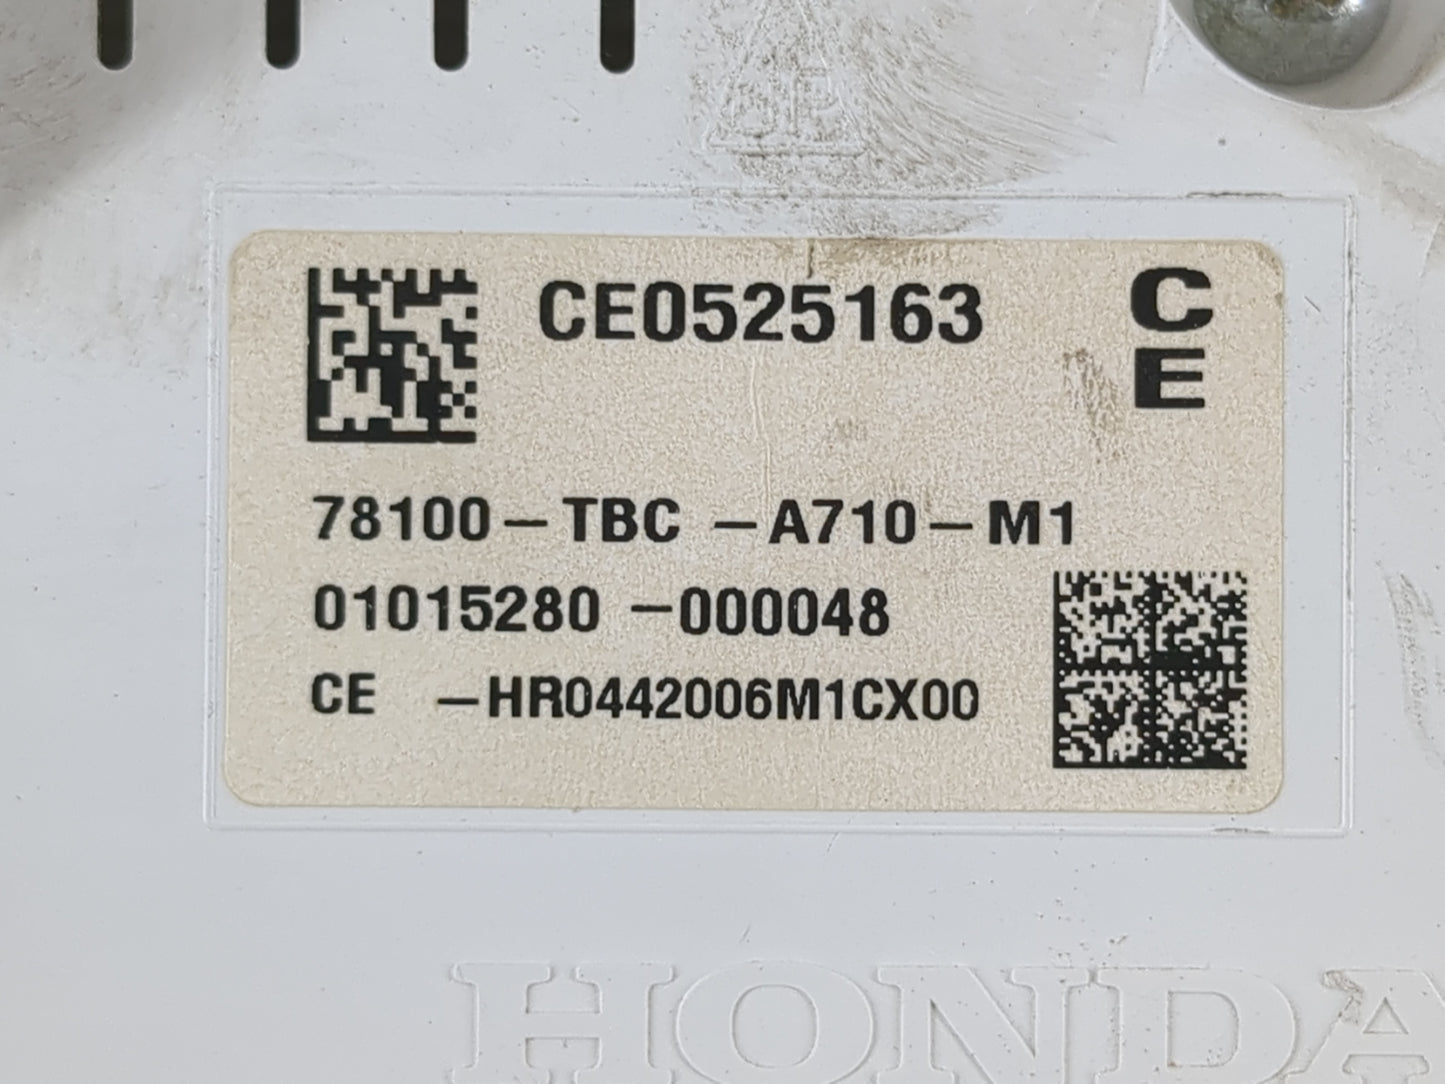 CE0525163
C
E
78100-TBC -A710-M1
01015280 -000048
CE -HR0442006M1CX00
HONDA